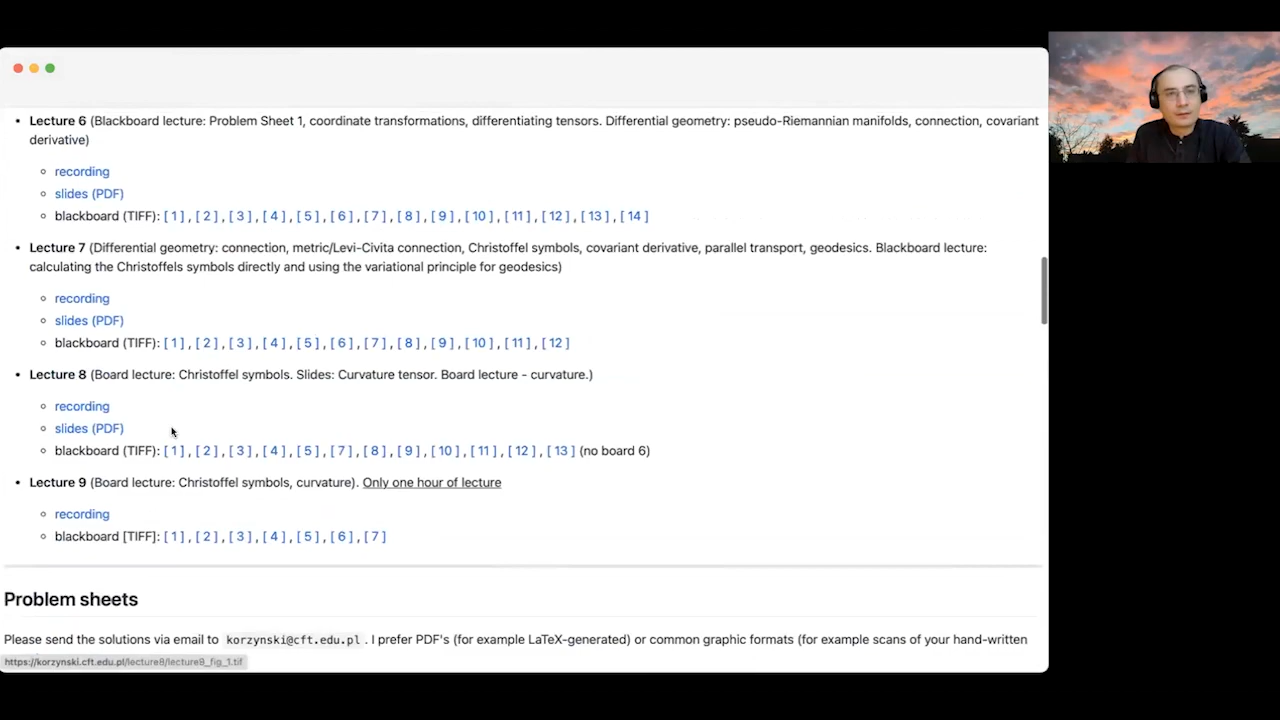 • Lecture 6 (Blackboard lecture: Problem Sheet 1, coordinate transformations, differentiating tensors. Differential geometry: pseudo-Riemannian manifolds, connection, covariant
derivative)
◦ recording
◦ slides (PDF)
◦ blackboard (TIFF): [ 1 ] , [ 2 ] , [ 3 ] , [ 4 ] , [ 5 ] , [ 6 ] , [ 7 ] , [ 8 ] , [ 9 ] , [ 10 ] , [ 11 ] , [ 12 ] , [ 13 ] , [ 14 ]
• Lecture 7 (Differential geometry: connection, metric/Levi-Civita connection, Christoffel symbols, covariant derivative, parallel transport, geodesics. Blackboard lecture:
calculating the Christoffels symbols directly and using the variational principle for geodesics)
◦ recording
◦ slides (PDF)
◦ blackboard (TIFF): [ 1 ] , [ 2 ] , [ 3 ] , [ 4 ] , [ 5 ] , [ 6 ] , [ 7 ] , [ 8 ] , [ 9 ] , [ 10 ] , [ 11 ] , [ 12 ]
• Lecture 8 (Board lecture: Christoffel symbols. Slides: Curvature tensor. Board lecture - curvature.)
◦ recording
◦ slides (PDF)
◦ blackboard (TIFF): [ 1 ] , [ 2 ] , [ 3 ] , [ 4 ] , [ 5 ] , [ 7 ] , [ 8 ] , [ 9 ] , [ 10 ] , [ 11 ] , [ 12 ] , [ 13 ] (no board 6)
• Lecture 9 (Board lecture: Christoffel symbols, curvature). Only one hour of lecture
◦ recording
◦ blackboard [TIFF]: [ 1 ] , [ 2 ] , [ 3 ] , [ 4 ] , [ 5 ] , [ 6 ] , [ 7 ]
Problem sheets
Please send the solutions via email to korzynski@cft.edu.pl . I prefer PDF's (for example LaTeX-generated) or common graphic formats (for example scans of your hand-written
https://korzynski.cft.edu.pl/lecture8/lecture8_fig_1.tif